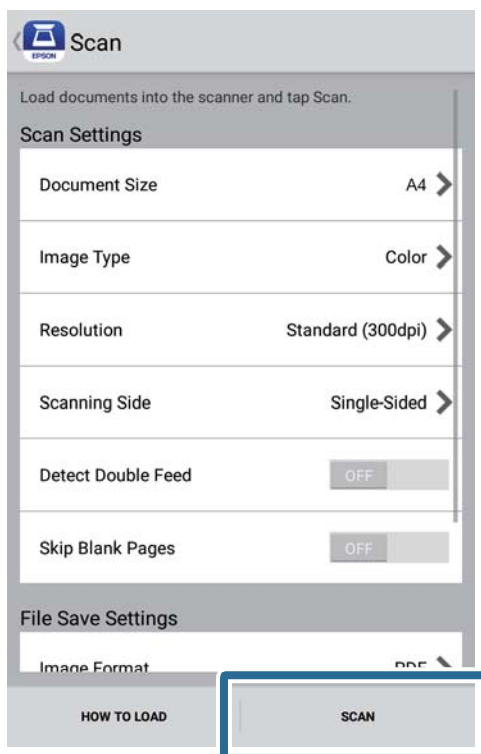 EPSON
Scan
Load documents into the scanner and tap Scan.
Scan Settings
Document Size A4
Image Type Color
Resolution Standard (300dpi)
Scanning Side Single-Sided
Detect Double Feed OFF
Skip Blank Pages OFF
File Save Settings
Image Format PDF
HOW TO LOAD SCAN